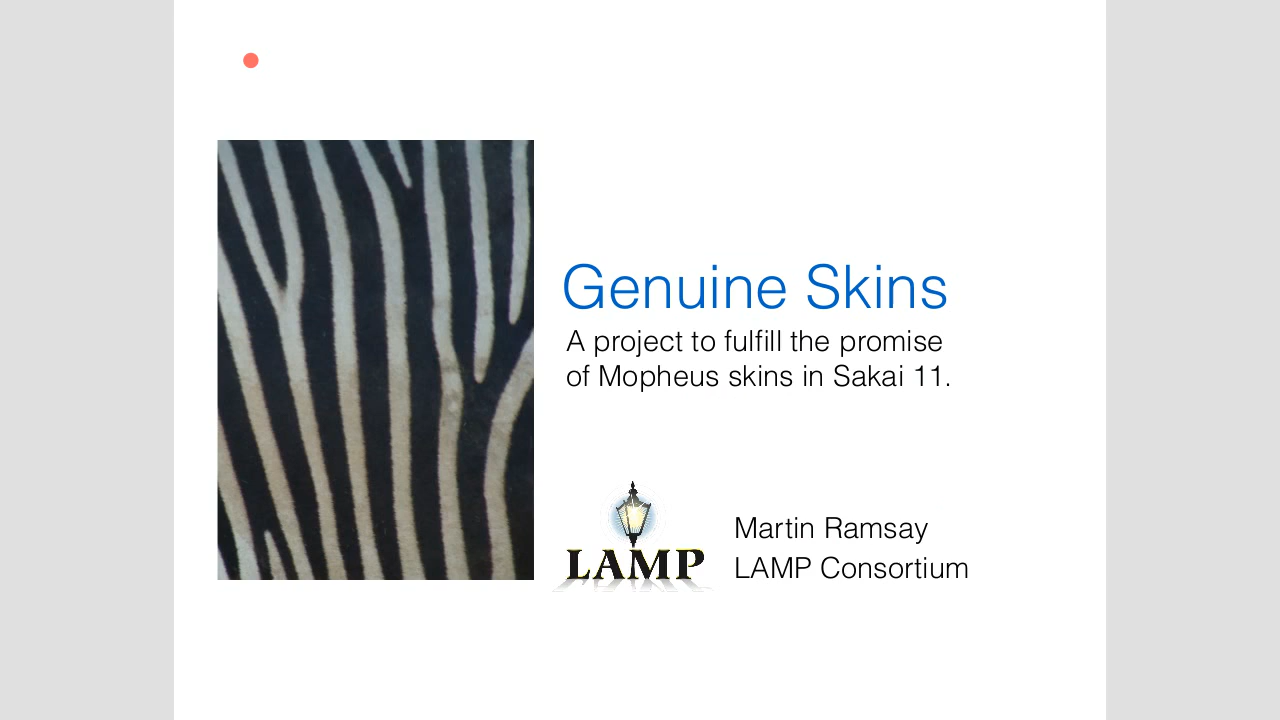 Genuine Skins
A project to fulfill the promise
of Mopheus skins in Sakai 11.
LAMP
Martin Ramsay
LAMP Consortium